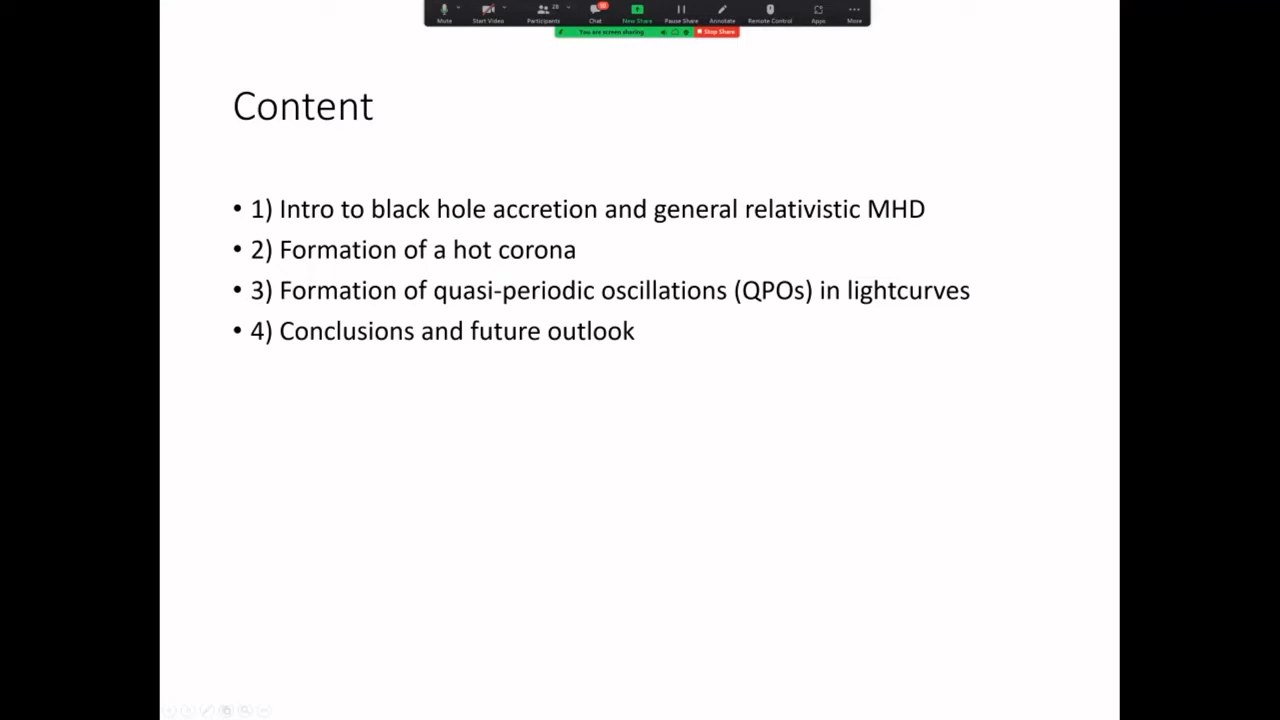 Mute
Start Video
Participants
28
Chat
New Share
Pause Share
Annotate
Remote Control
Apps
More
You are screen sharing
Stop Share
Content
• 1) Intro to black hole accretion and general relativistic MHD
• 2) Formation of a hot corona
• 3) Formation of quasi-periodic oscillations (QPOs) in lightcurves
• 4) Conclusions and future outlook